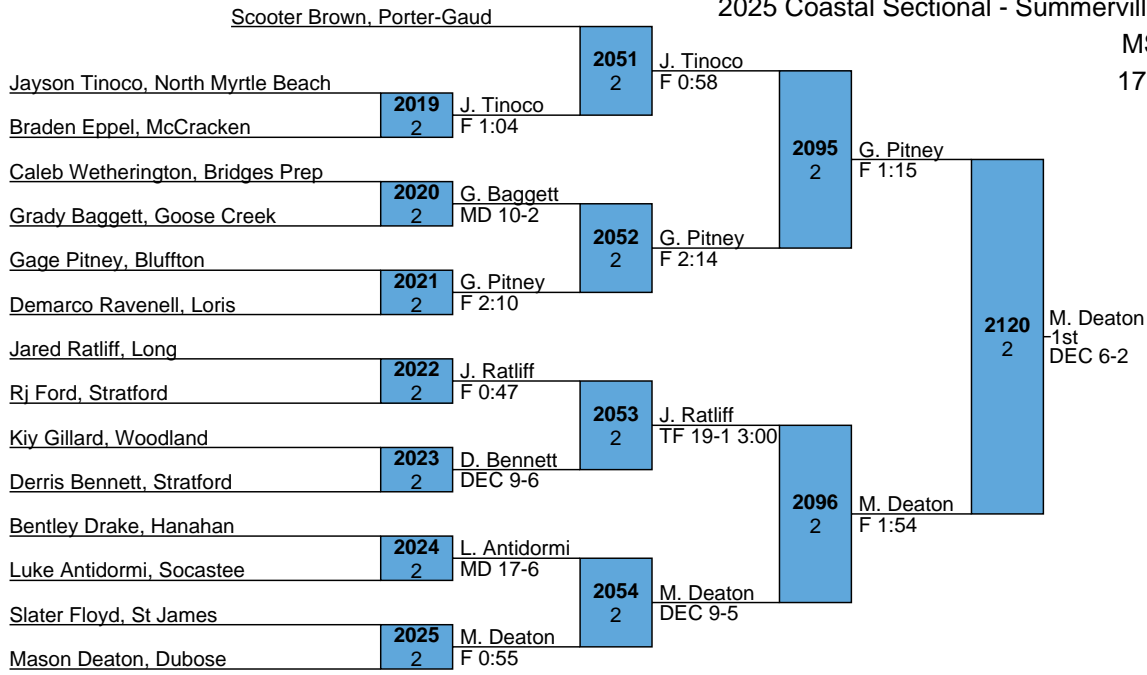 2025 Coastal Sectional - Summervill
MS
17
Scooter Brown, Porter-Gaud
2051
2
J. Tinoco
F 0:58
Jayson Tinoco, North Myrtle Beach
2019
2
J. Tinoco
F 1:04
Braden Eppel, McCracken
2095
2
G. Pitney
F 1:15
Caleb Wetherington, Bridges Prep
2020
2
G. Baggett
MD 10-2
Grady Baggett, Goose Creek
2052
2
G. Pitney
F 2:14
Gage Pitney, Bluffton
2021
2
G. Pitney
F 2:10
Demarco Ravenell, Loris
2120
2
M. Deaton
1st
DEC 6-2
Jared Ratliff, Long
2022
2
J. Ratliff
F 0:47
Rj Ford, Stratford
2053
2
J. Ratliff
TF 19-1 3:00
Kiy Gillard, Woodland
2023
2
D. Bennett
DEC 9-6
Derris Bennett, Stratford
2096
2
M. Deaton
F 1:54
Bentley Drake, Hanahan
2024
2
L. Antidormi
MD 17-6
Luke Antidormi, Socastee
2054
2
M. Deaton
DEC 9-5
Slater Floyd, St James
2025
2
M. Deaton
F 0:55
Mason Deaton, Dubose